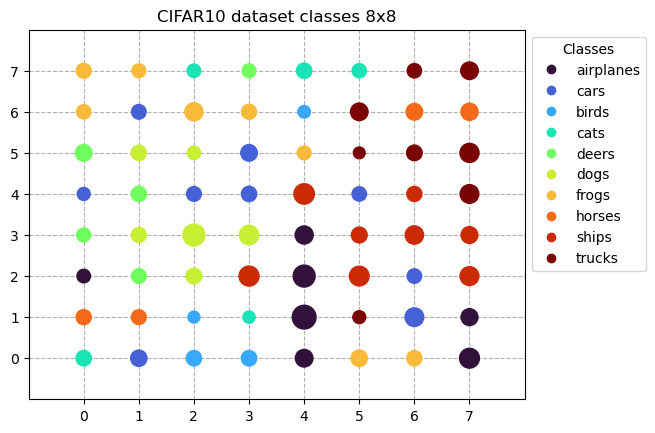 CIFAR10 dataset classes 8x8
7
6
5
4
3
2
1
0
0 1 2 3 4 5 6 7
Classes
airplanes
cars
birds
cats
deers
dogs
frogs
horses
ships
trucks